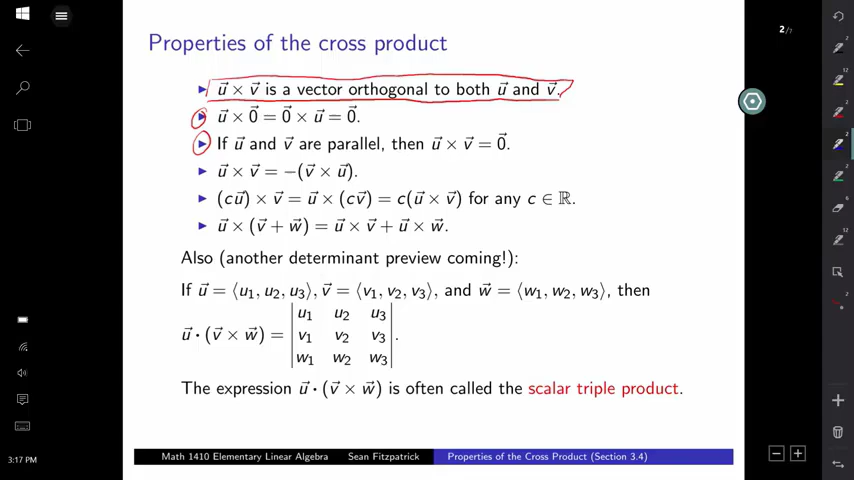 2/7
Properties of the cross product
▶ u⃗ × v⃗ is a vector orthogonal to both u⃗ and v⃗.
▶ u⃗ × 0⃗ = 0⃗ × u⃗ = 0⃗.
▶ If u⃗ and v⃗ are parallel, then u⃗ × v⃗ = 0⃗.
▶ u⃗ × v⃗ = −(v⃗ × u⃗).
▶ (cu⃗) × v⃗ = u⃗ × (cv⃗) = c(u⃗ × v⃗) for any c ∈ ℝ.
▶ u⃗ × (v⃗ + w⃗) = u⃗ × v⃗ + u⃗ × w⃗.
Also (another determinant preview coming!):
If u⃗ = ⟨u₁, u₂, u₃⟩, v⃗ = ⟨v₁, v₂, v₃⟩, and w⃗ = ⟨w₁, w₂, w₃⟩, then
u₁ u₂ u₃
u⃗ • (v⃗ × w⃗) = | v₁ v₂ v₃ | .
w₁ w₂ w₃
The expression u⃗ • (v⃗ × w⃗) is often called the scalar triple product.
Math 1410 Elementary Linear Algebra Sean Fitzpatrick Properties of the Cross Product (Section 3.4)
3:17 PM